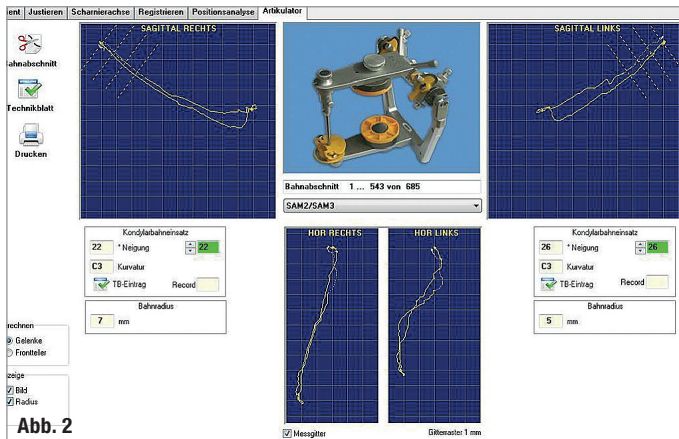 ient Justieren Scharnierachse Registrieren Positionsanalyse Artikulator
SAGITTAL RECHTS
SAGITTAL LINKS
Bahnabschnitt
Technikblatt
Drucken
Bahnabschnitt 1 ... 543 von 685
SAM2/SAM3
Kondylarbahneinsatz
22 ° Neigung 22
C3 Kurvatur
TB-Eintrag Record
Bahnradius
7 mm
HOR RECHTS
HOR LINKS
Kondylarbahneinsatz
26 ° Neigung 26
C3 Kurvatur
TB-Eintrag Record
Bahnradius
5 mm
rechnen
Gelenke
Frontteller
zeige
Bild
Radius
Abb. 2
Messgitter
Gitterraster 1 mm